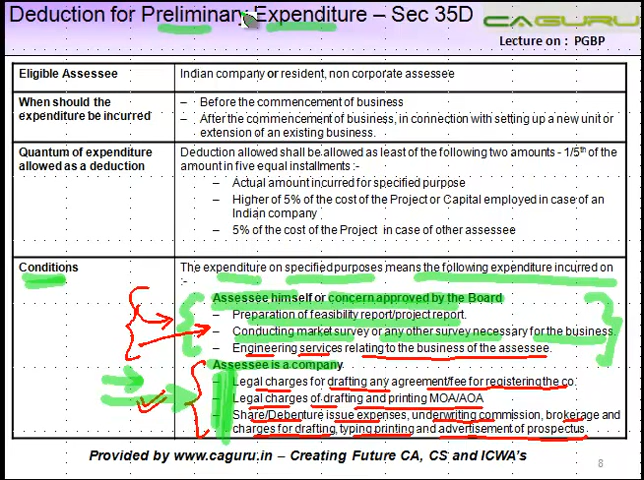 Deduction for Preliminary Expenditure – Sec 35D
CAGURU
Lecture on : PGBP
Eligible Assessee
Indian company or resident, non corporate assessee
When should the
expenditure be incurred
– Before the commencement of business
– After the commencement of business, in connection with setting up a new unit or
extension of an existing business.
Quantum of expenditure
allowed as a deduction
Deduction allowed shall be allowed as least of the following two amounts - 1/5th of the
amount in five equal installments :-
– Actual amount incurred for specified purpose
– Higher of 5% of the cost of the Project or Capital employed in case of an
Indian company
– 5% of the cost of the Project in case of other assessee
Conditions
The expenditure on specified purposes means the following expenditure incurred on
:-
Assessee himself or concern approved by the Board
– Preparation of feasibility report/project report.
– Conducting market survey or any other survey necessary for the business.
– Engineering services relating to the business of the assessee.
Assessee is a company.
– Legal charges for drafting any agreement/fee for registering the co.
– Legal charges of drafting and printing MOA/AOA
– Share/Debenture issue expenses, underwriting commission, brokerage and
charges for drafting, typing printing and advertisement of prospectus.
Provided by www.caguru.in – Creating Future CA, CS and ICWA's
8